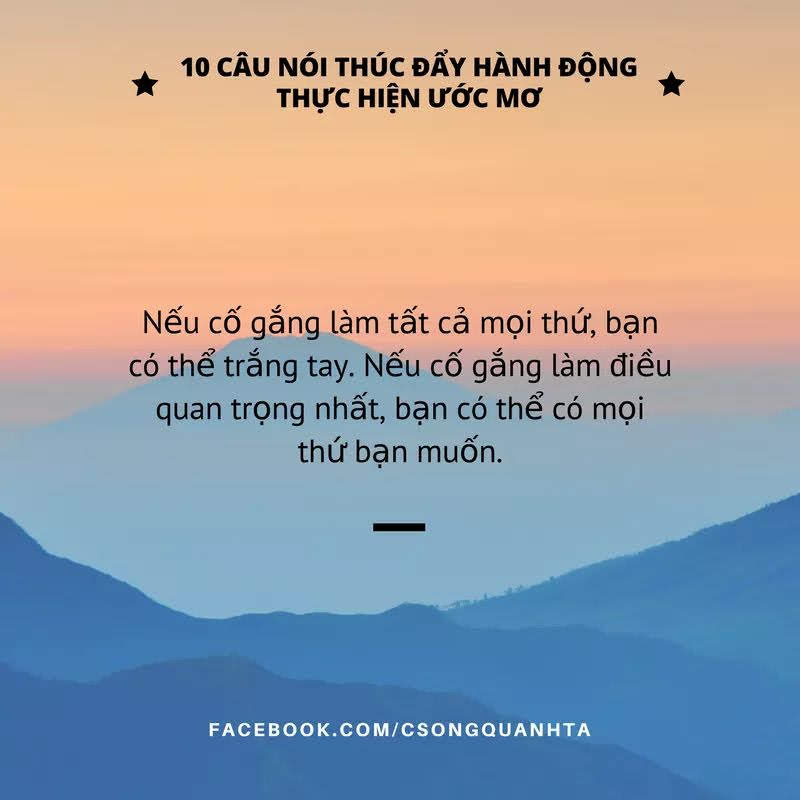 10 CÂU NÓI THÚC ĐẨY HÀNH ĐỘNG
THỰC HIỆN ƯỚC MƠ
Nếu cố gắng làm tất cả mọi thứ, bạn
có thể trắng tay. Nếu cố gắng làm điều
quan trọng nhất, bạn có thể có mọi
thứ bạn muốn.
FACEBOOK.COM/CSONGQUANHTA